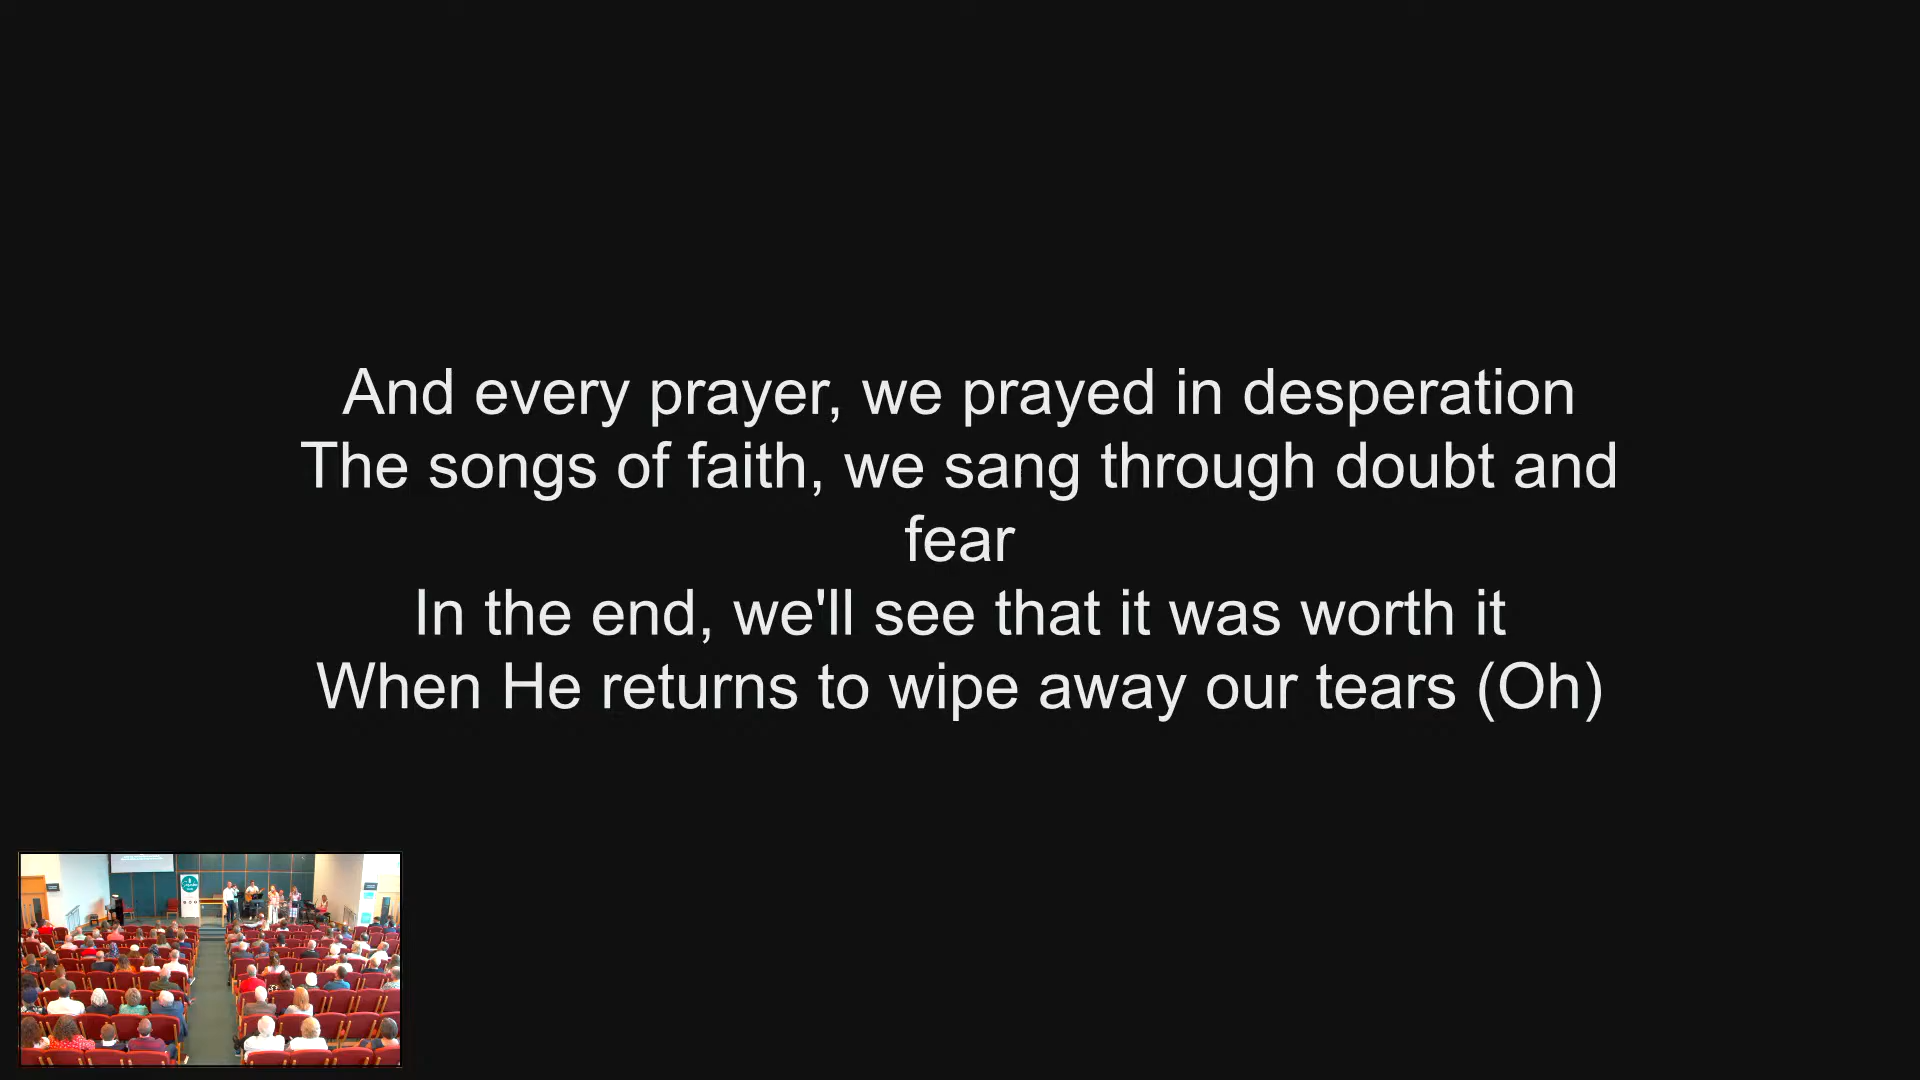 And every prayer, we prayed in desperation
The songs of faith, we sang through doubt and
fear
In the end, we'll see that it was worth it
When He returns to wipe away our tears (Oh)